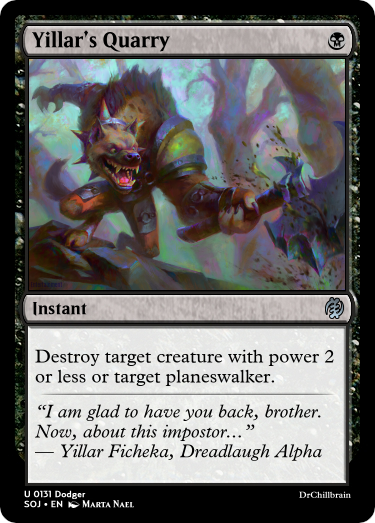 Yillar's Quarry
Instant
Destroy target creature with power 2
or less or target planeswalker.
“I am glad to have you back, brother.
Now, about this impostor…”
— Yillar Ficheka, Dreadlaugh Alpha
U 0131 Dodger
SOJ • EN Marta Nael
DrChillbrain